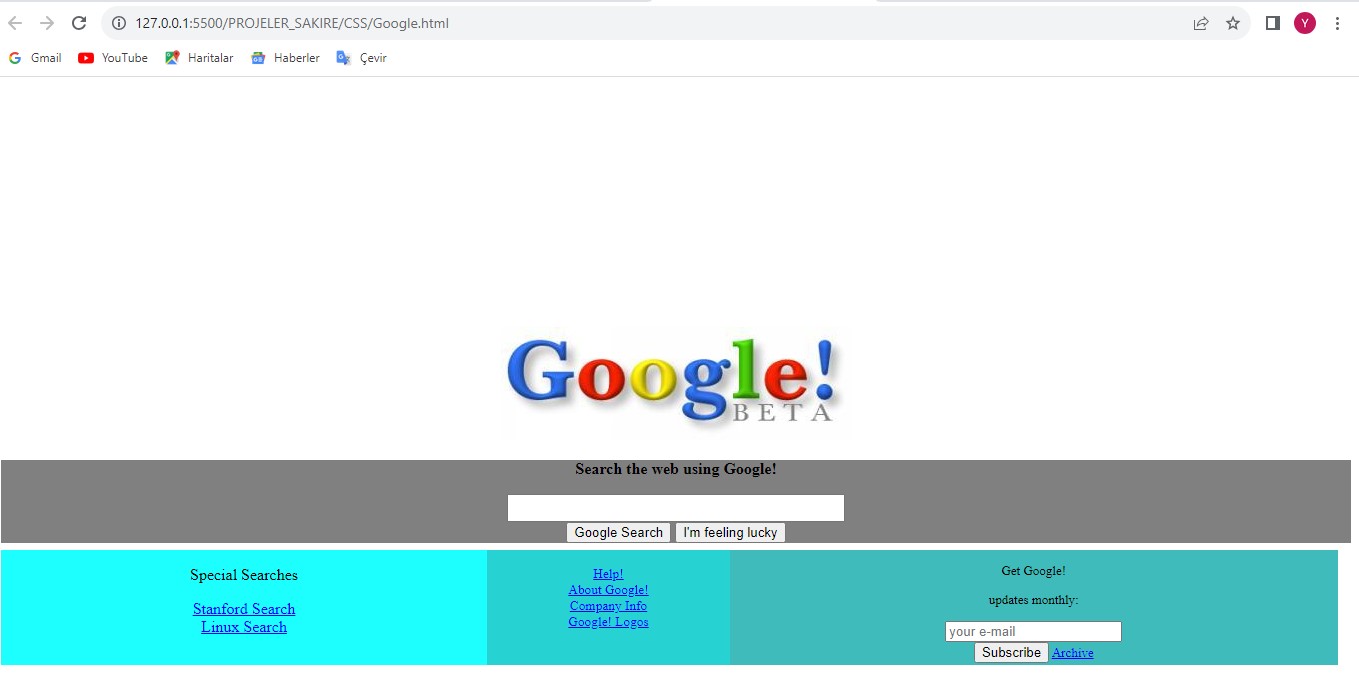 127.0.0.1:5500/PROJELER_SAKIRE/CSS/Google.html
Y
Gmail YouTube Haritalar Haberler Çevir
Google!
BETA
Search the web using Google!
Google Search I'm feeling lucky
Special Searches
Stanford Search
Linux Search
Help!
About Google!
Company Info
Google! Logos
Get Google!
updates monthly:
your e-mail
Subscribe Archive